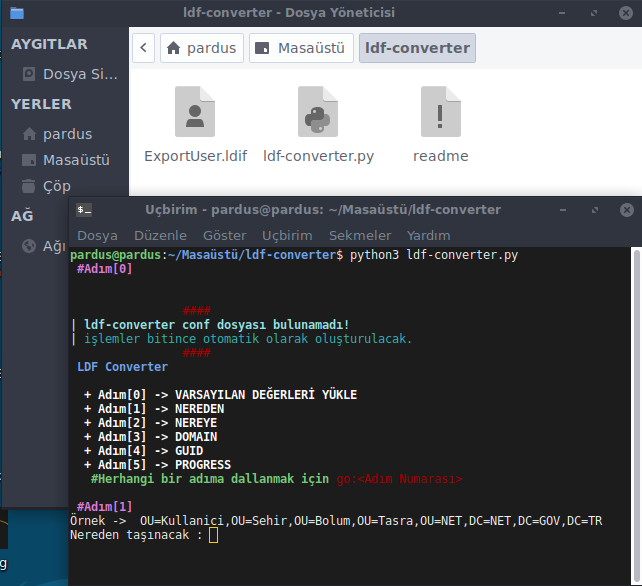 ldf-converter - Dosya Yöneticisi
AYGITLAR
Dosya Si...
YERLER
pardus
Masaüstü
Çöp
AĞ
Ağı
pardus
Masaüstü
ldf-converter
ExportUser.ldif
ldf-converter.py
readme
Uçbirim - pardus@pardus: ~/Masaüstü/ldf-converter
Dosya Düzenle Göster Uçbirim Sekmeler Yardım
pardus@pardus:~/Masaüstü/ldf-converter$ python3 ldf-converter.py
#Adım[0]
####
| ldf-converter conf dosyası bulunamadı!
| işlemler bitince otomatik olarak oluşturulacak.
####
LDF Converter
+ Adım[0] -> VARSAYILAN DEĞERLERİ YÜKLE
+ Adım[1] -> NEREDEN
+ Adım[2] -> NEREYE
+ Adım[3] -> DOMAIN
+ Adım[4] -> GUID
+ Adım[5] -> PROGRESS
#Herhangi bir adıma dallanmak için go:<Adım Numarası>
#Adım[1]
Örnek -> OU=Kullanici,OU=Sehir,OU=Bolum,OU=Tasra,OU=NET,DC=NET,DC=GOV,DC=TR
Nereden taşınacak :